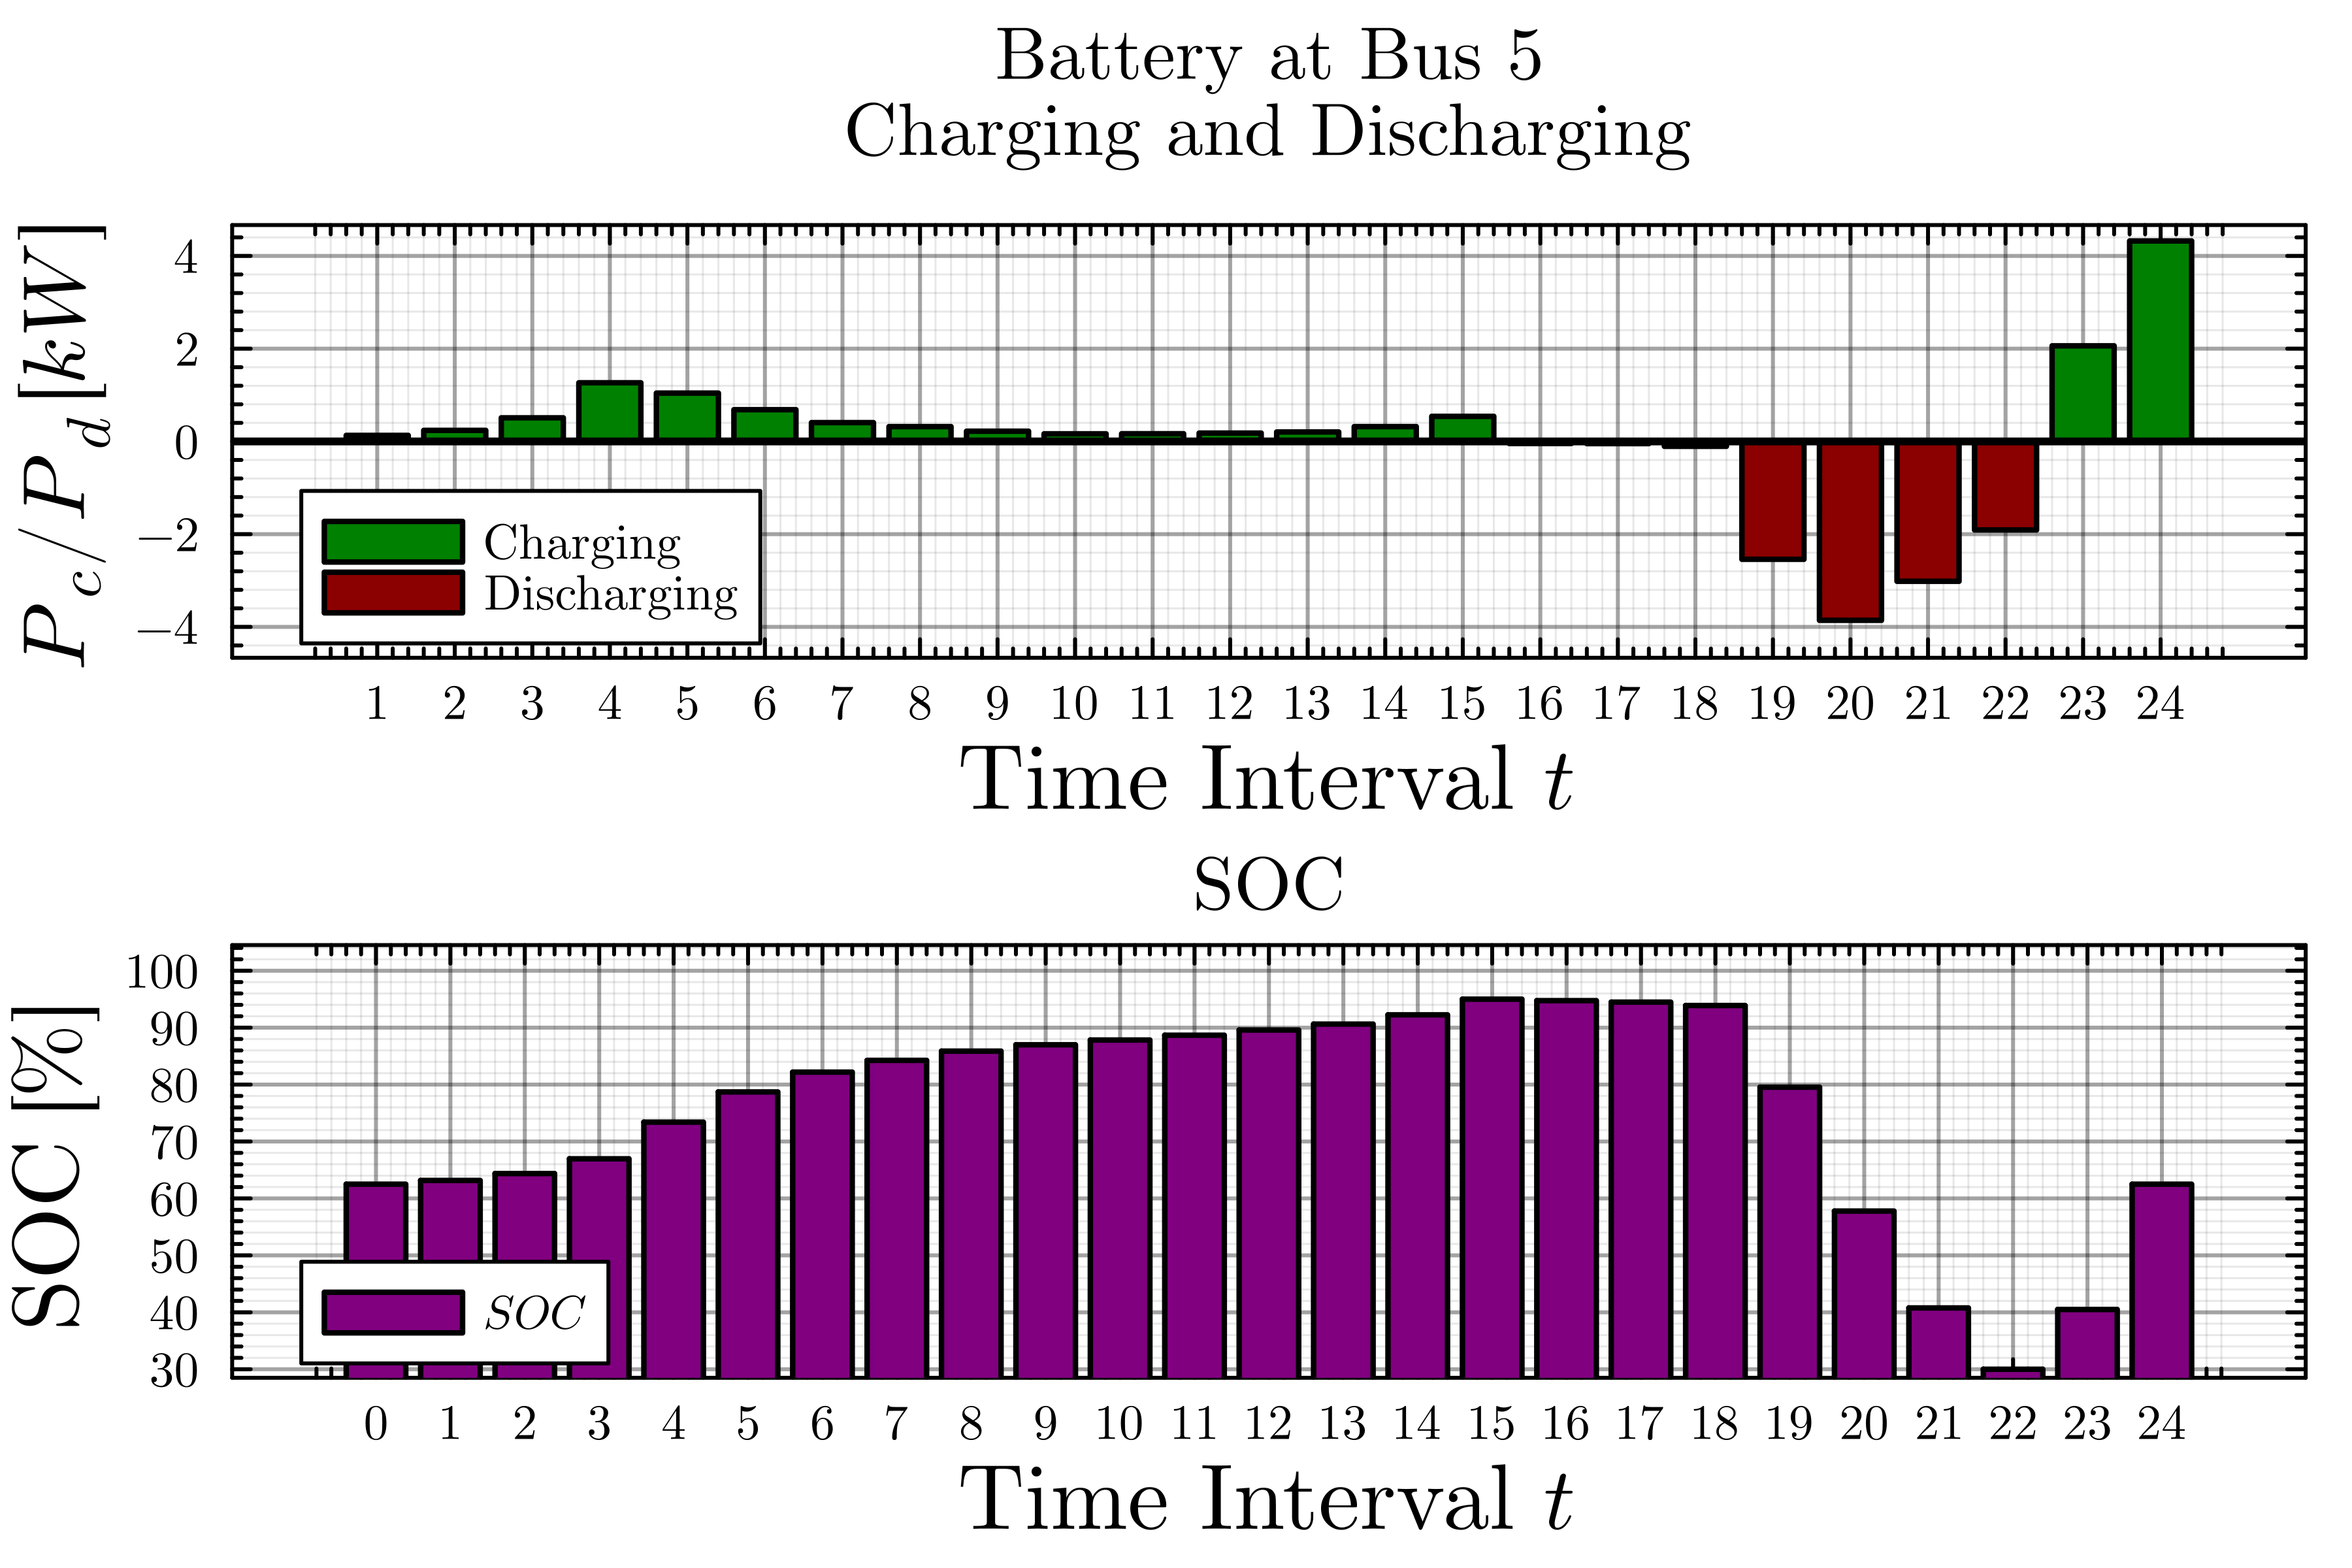 Battery at Bus 5
Charging and Discharging
P_c/P_d [kW]
4
2
0
−2
−4
Charging
Discharging
1 2 3 4 5 6 7 8 9 10 11 12 13 14 15 16 17 18 19 20 21 22 23 24
Time Interval t
SOC
SOC [%]
100
90
80
70
60
50
40
30
SOC
0 1 2 3 4 5 6 7 8 9 10 11 12 13 14 15 16 17 18 19 20 21 22 23 24
Time Interval t